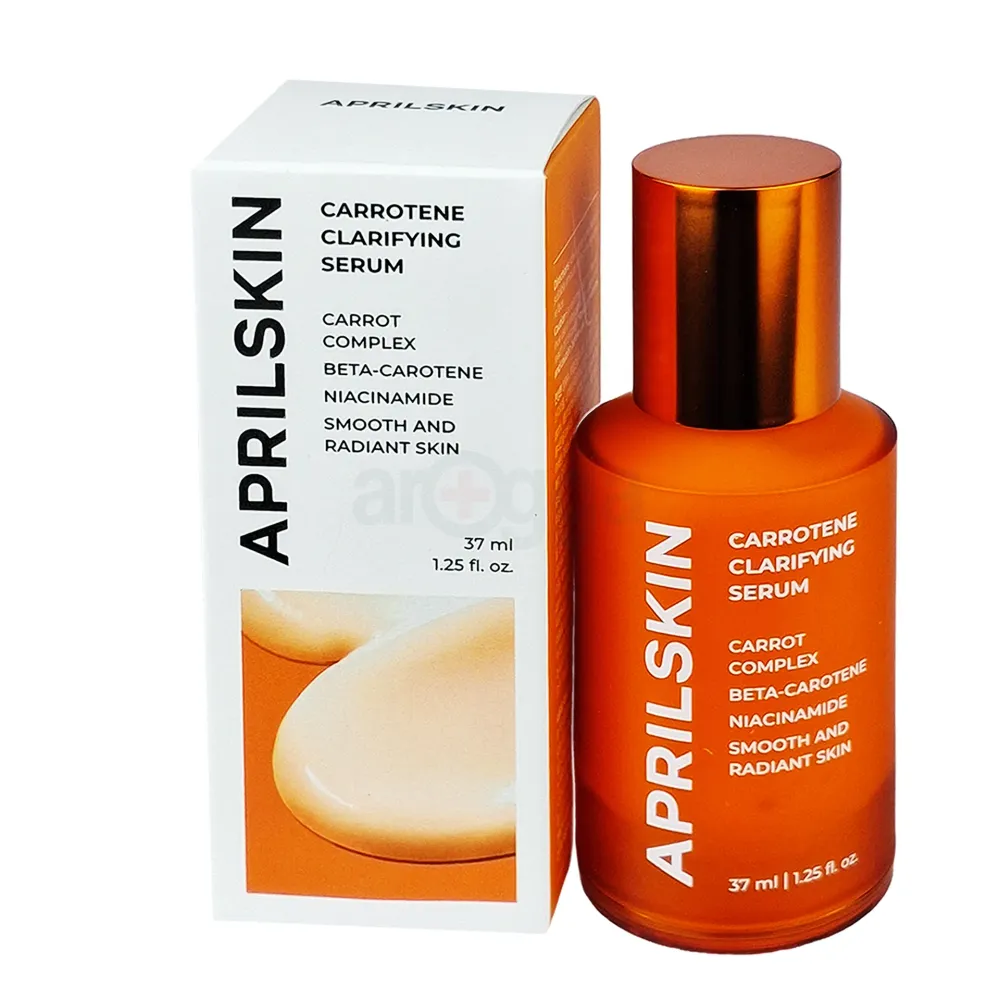 APRILSKIN
APRILSKIN
CARROTENE
CLARIFYING
SERUM
CARROT
COMPLEX
BETA-CAROTENE
NIACINAMIDE
SMOOTH AND
RADIANT SKIN
37 ml
1.25 fl. oz.
APRILSKIN
CARROTENE
CLARIFYING
SERUM
CARROT
COMPLEX
BETA-CAROTENE
NIACINAMIDE
SMOOTH AND
RADIANT SKIN
37 ml | 1.25 fl. oz.